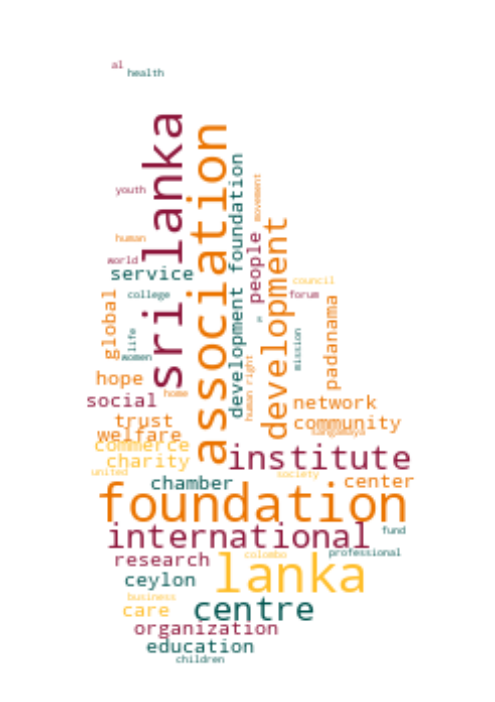 al
health
sri lanka
association
development foundation
movement
youth
people
development
human
world
service
council
college
forum
global
padanama
life
women
mission
human right
hope
home
social
network
trust
community
welfare
sangamaya
commerce
institute
charity
united
society
chamber
center
foundation
international
fund
research
colombo
professional
ceylon
lanka
business
care
centre
organization
education
children